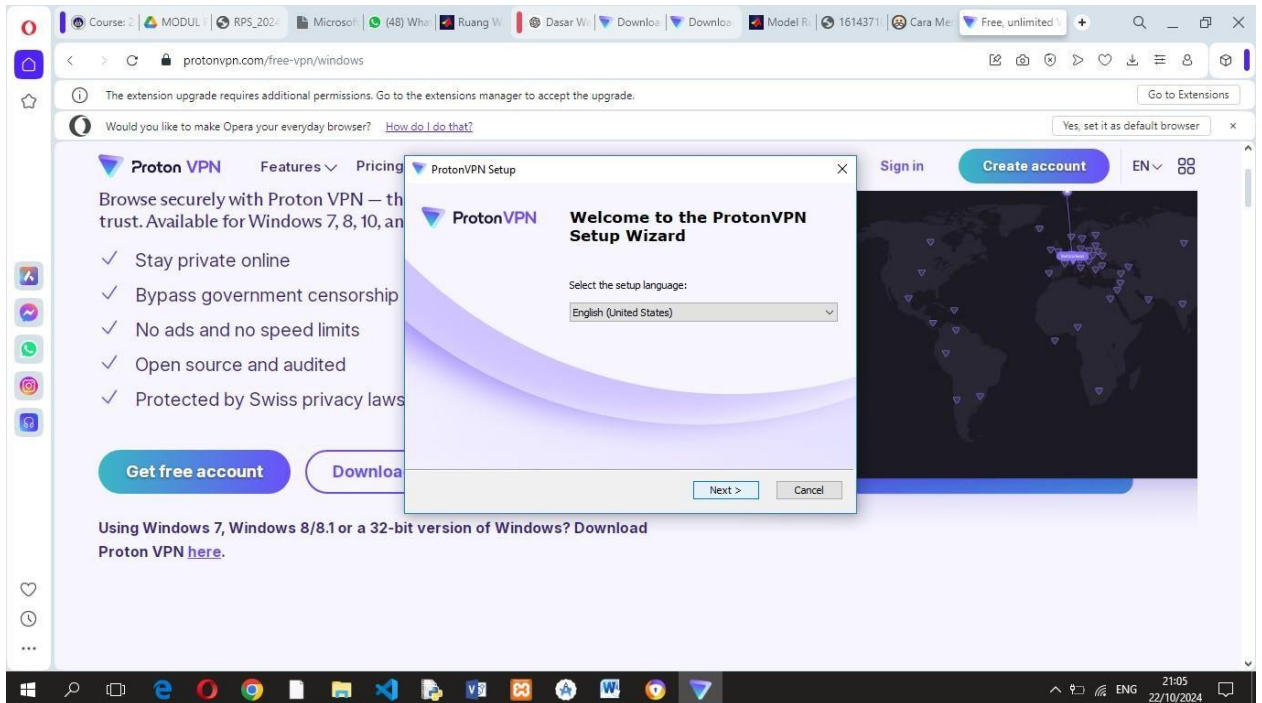 Course: 2 MODUL RPS_2024 Microsof (48) Wha Ruang W Dasar W Downloa Downloa Model R 1614371 Cara Me Free, unlimited
protonvpn.com/free-vpn/windows
The extension upgrade requires additional permissions. Go to the extensions manager to accept the upgrade. Go to Extensions
Would you like to make Opera your everyday browser? How do I do that? Yes, set it as default browser
Proton VPN Features Pricing Sign in Create account EN
Browse securely with Proton VPN — th
trust. Available for Windows 7, 8, 10, an
Stay private online
Bypass government censorship
No ads and no speed limits
Open source and audited
Protected by Swiss privacy laws
Get free account Downloa
Using Windows 7, Windows 8/8.1 or a 32-bit version of Windows? Download
Proton VPN here.
ProtonVPN Setup
ProtonVPN
Welcome to the ProtonVPN
Setup Wizard
Select the setup language:
English (United States)
Next > Cancel
ENG
21:05
22/10/2024